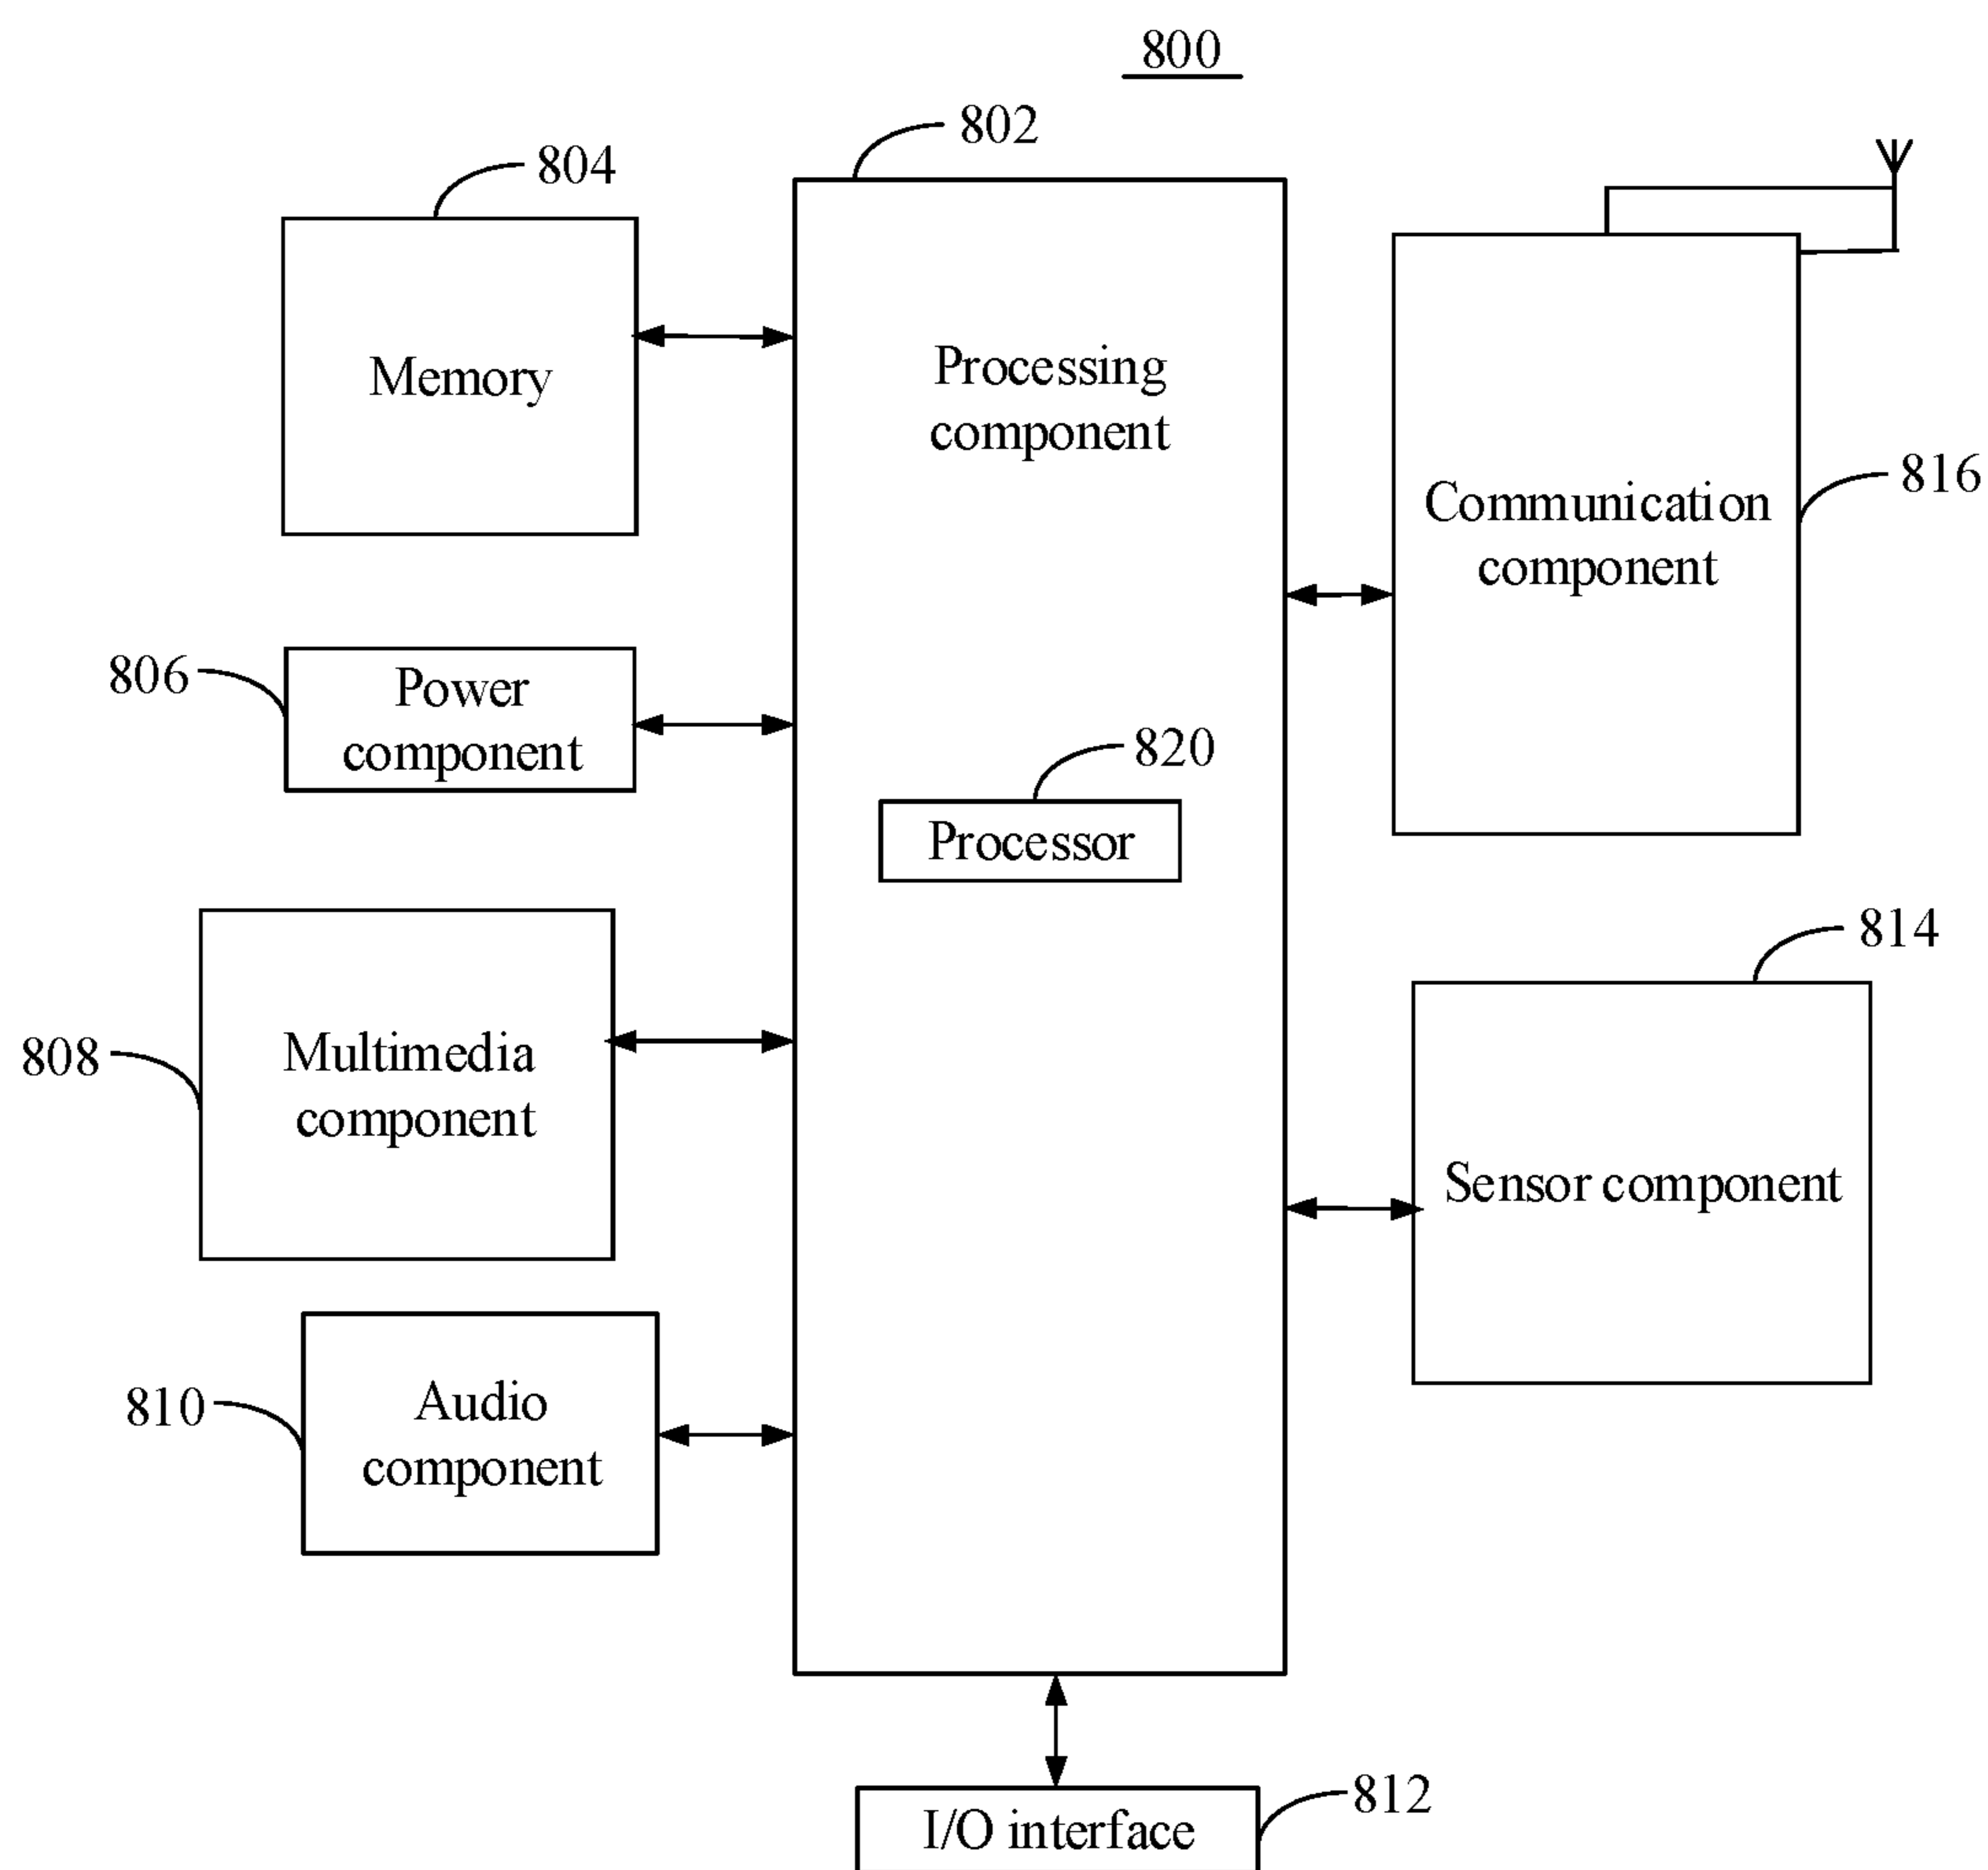 800
802
804
Memory
Processing
component
Communication
component
816
806
Power
component
820
Processor
814
808
Multimedia
component
Sensor component
810
Audio
component
812
I/O interface